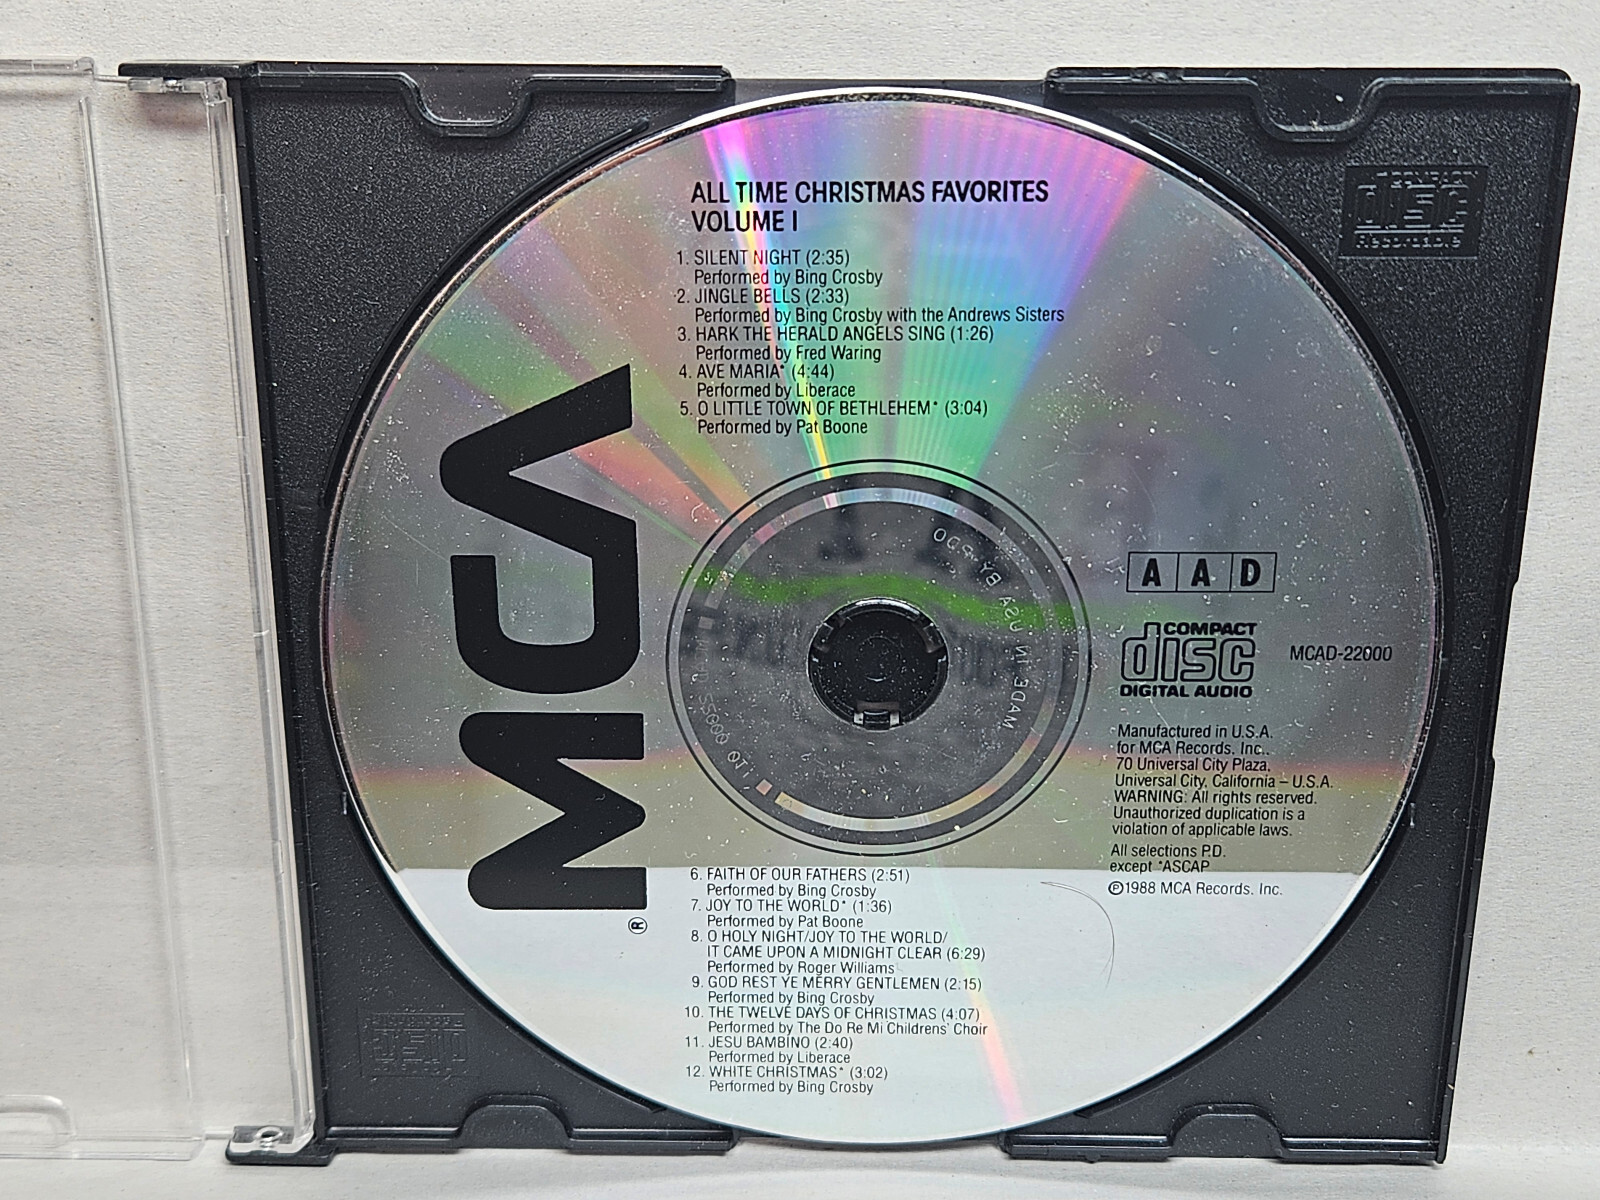 ALL TIME CHRISTMAS FAVORITES
VOLUME I
1. SILENT NIGHT (2:35)
Performed by Bing Crosby
2. JINGLE BELLS (2:33)
Performed by Bing Crosby with the Andrews Sisters
3. HARK THE HERALD ANGELS SING (1:26)
Performed by Fred Waring
4. AVE MARIA* (4:44)
Performed by Liberace
5. O LITTLE TOWN OF BETHLEHEM* (3:04)
Performed by Pat Boone
MCA
®
COMPACT
disc
Recordable
A A D
COMPACT
disc
DIGITAL AUDIO
MCAD-22000
MADE IN USA BY PDO
Manufactured in U.S.A.
for MCA Records. Inc..
70 Universal City Plaza,
Universal City, California – U.S.A.
WARNING: All rights reserved.
Unauthorized duplication is a
violation of applicable laws.
All selections P.D.
except *ASCAP
℗1988 MCA Records. Inc.
6. FAITH OF OUR FATHERS (2:51)
Performed by Bing Crosby
7. JOY TO THE WORLD* (1:36)
Performed by Pat Boone
8. O HOLY NIGHT/JOY TO THE WORLD/
IT CAME UPON A MIDNIGHT CLEAR (6:29)
Performed by Roger Williams
9. GOD REST YE MERRY GENTLEMEN (2:15)
Performed by Bing Crosby
10. THE TWELVE DAYS OF CHRISTMAS (4:07)
Performed by The Do Re Mi Childrens' Choir
11. JESU BAMBINO (2:40)
Performed by Liberace
12. WHITE CHRISTMAS* (3:02)
Performed by Bing Crosby